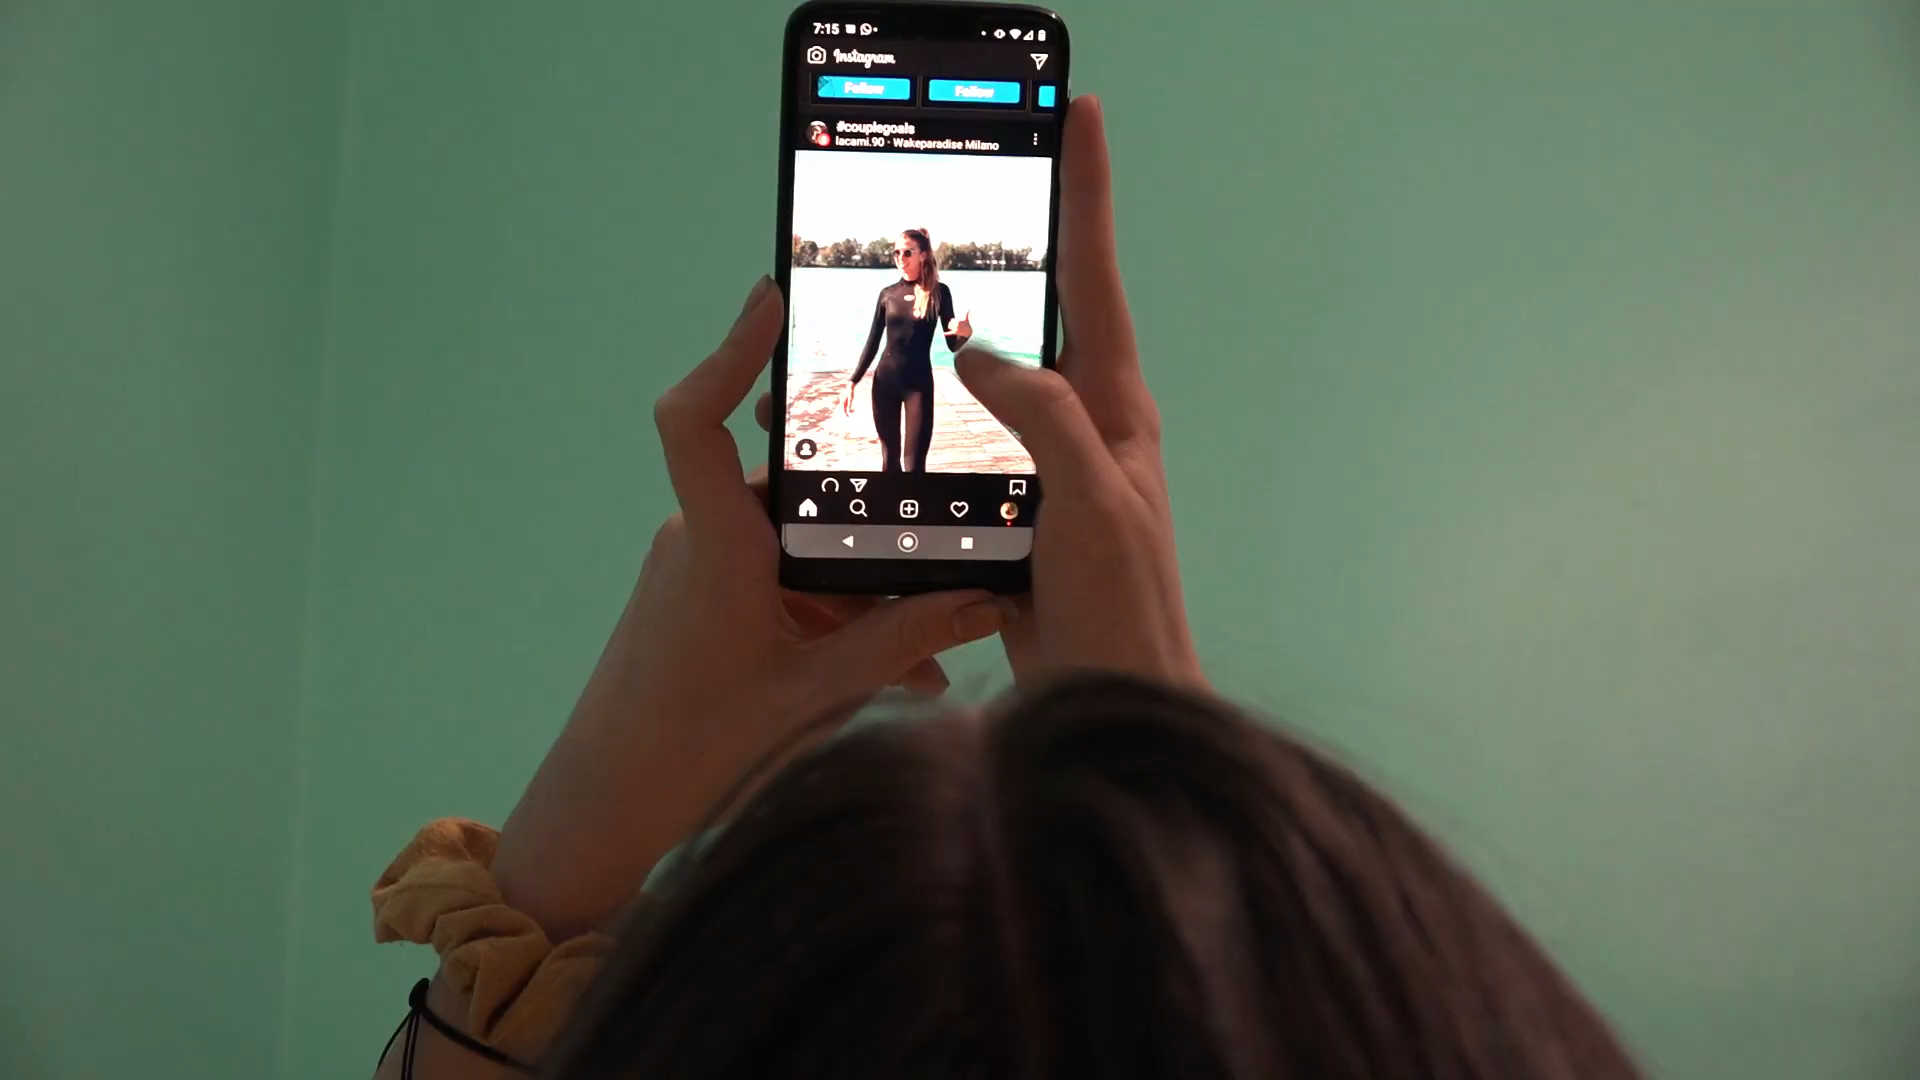 7:15
Instagram
Follow Follow
#couplegoals
lacami.90 · Wakeparadise Milano